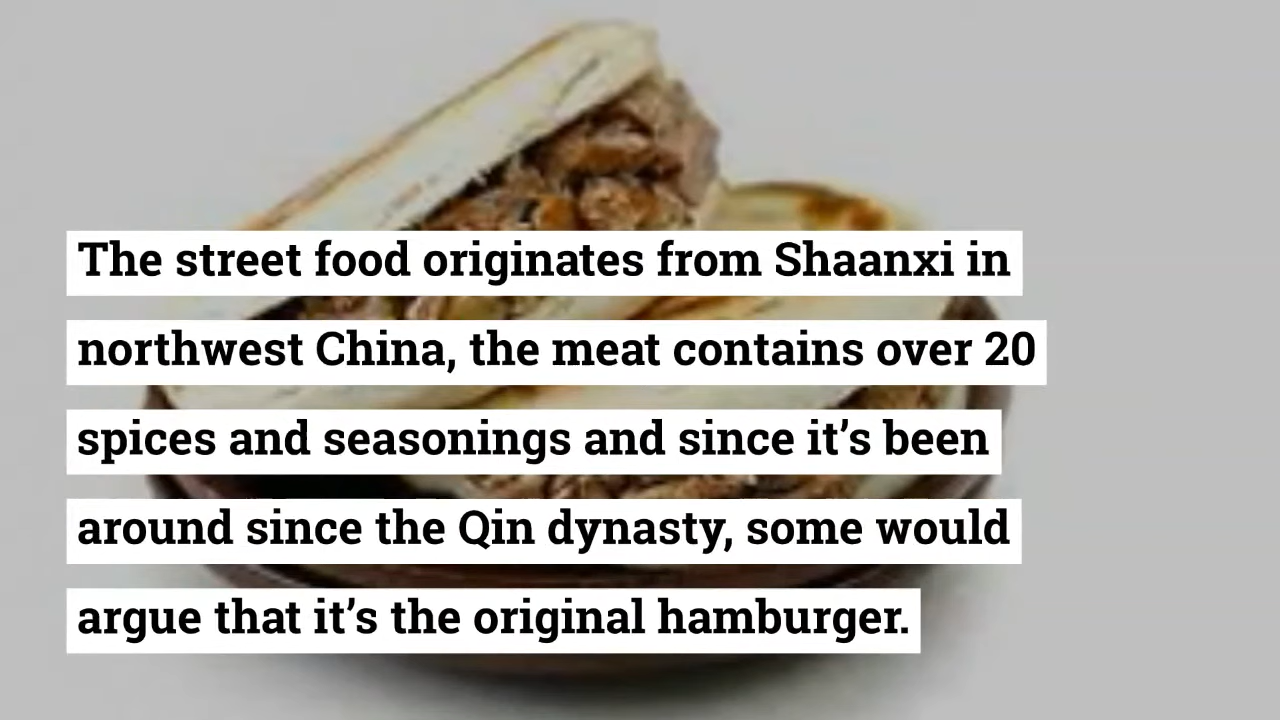 The street food originates from Shaanxi in
northwest China, the meat contains over 20
spices and seasonings and since it’s been
around since the Qin dynasty, some would
argue that it’s the original hamburger.